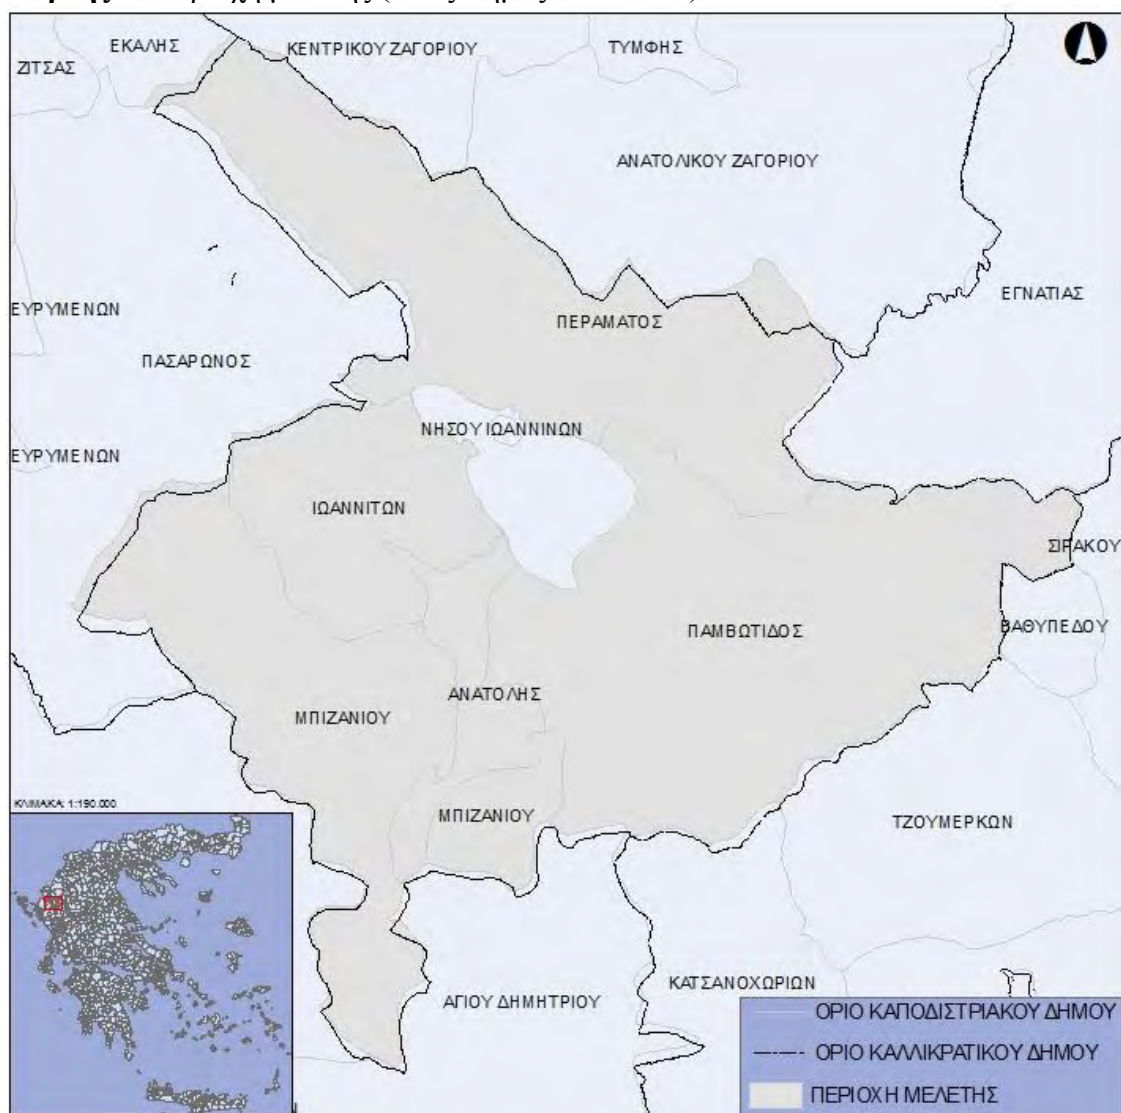 ΕΚΑΛΗΣ
ΚΕΝΤΡΙΚΟΥ ΖΑΓΟΡΙΟΥ
ΤΥΜΦΗΣ
ΖΙΤΣΑΣ
ΑΝΑΤΟΛΙΚΟΥ ΖΑΓΟΡΙΟΥ
ΕΓΝΑΤΙΑΣ
ΕΥΡΥΜΕΝΩΝ
ΠΕΡΑΜΑΤΟΣ
ΠΑΣΑΡΩΝΟΣ
ΝΗΣΟΥ ΙΩΑΝΝΙΝΩΝ
ΕΥΡΥΜΕΝΩΝ
ΙΩΑΝΝΙΤΩΝ
ΣΙΡΑΚΟΥ
ΠΑΜΒΩΤΙΔΟΣ
ΒΑΘΥΠΕΔΟΥ
ΑΝΑΤΟΛΗΣ
ΜΠΙΖΑΝΙΟΥ
ΚΛΙΜΑΚΑ: 1:190.000
ΜΠΙΖΑΝΙΟΥ
ΤΖΟΥΜΕΡΚΩΝ
ΚΑΤΣΑΝΟΧΩΡΙΩΝ
ΑΓΙΟΥ ΔΗΜΗΤΡΙΟΥ
ΟΡΙΟ ΚΑΠΟΔΙΣΤΡΙΑΚΟΥ ΔΗΜΟΥ
ΟΡΙΟ ΚΑΛΛΙΚΡΑΤΙΚΟΥ ΔΗΜΟΥ
ΠΕΡΙΟΧΗ ΜΕΛΕΤΗΣ